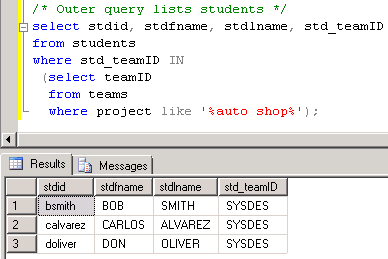 /* Outer query lists students */
select stdid, stdfname, stdlname, std_teamID
from students
where std_teamID IN
(select teamID
from teams
where project like '%auto shop%');
Results Messages
stdid stdfname stdlname std_teamID
1 bsmith BOB SMITH SYSDES
2 calvarez CARLOS ALVAREZ SYSDES
3 doliver DON OLIVER SYSDES